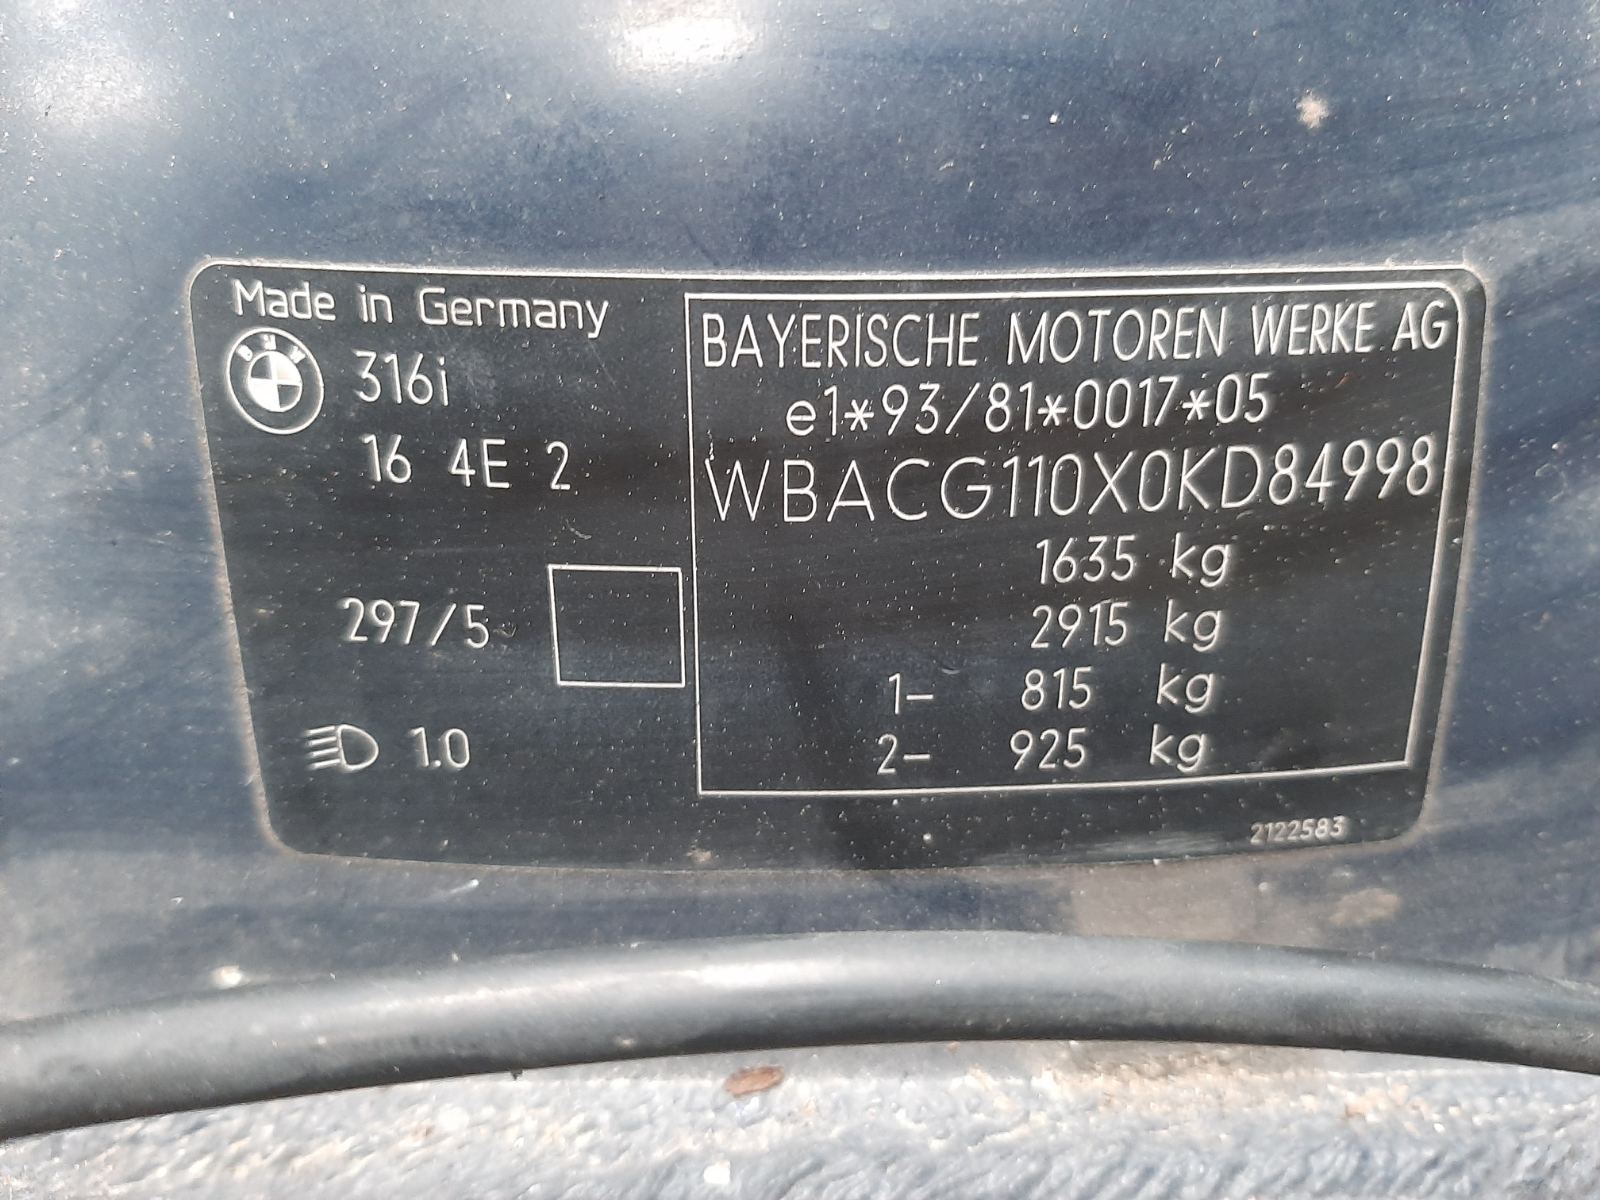 Made in Germany
BMW
316i
16 4E 2
297/5
1.0
BAYERISCHE MOTOREN WERKE AG
e1*93/81*0017*05
WBACG110X0KD84998
1635 kg
2915 kg
1- 815 kg
2- 925 kg
2122583